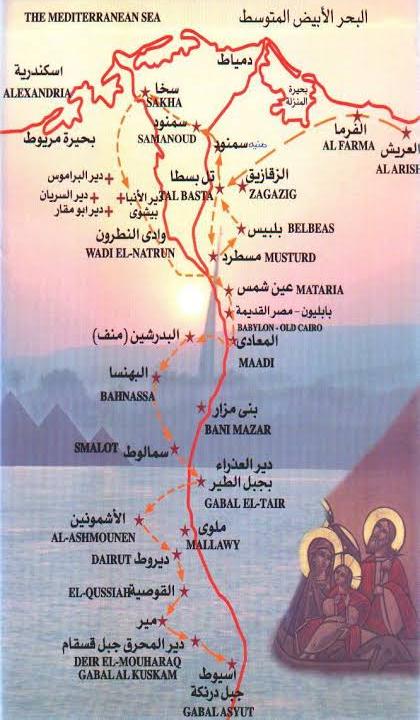 THE MEDITERRANEAN SEA
البحر الأبيض المتوسط
اسكندرية
ALEXANDRIA
دمياط
بحيرة
المنزلة
سخا
SAKHA
الفرما
AL FARMA
العريش
AL ARISH
بحيرة مريوط
سمنود
SAMANOUD
منيه سمنود
دير البراموس
دير السريان
دير ابو مقار
دير الأنبا
بيشوى
تل بسطا
TAL BASTA
الزقازيق
ZAGAZIG
بلبيس BELBEAS
وادى النطرون
WADI EL-NATRUN
مسطرد MUSTURD
عين شمس MATARIA
بابليون - مصر القديمة
BABYLON - OLD CAIRO
البدرشين (منف)
المعادى
MAADI
البهنسا
BAHNASSA
بنى مزار
BANI MAZAR
SMALOT سمالوط
دير العذراء
بجبل الطير
GABAL EL-TAIR
الأشمونين
AL-ASHMOUNEN
ملوى
MALLAWY
DAIRUT ديروط
EL-QUSSIAH القوصية
مير
دير المحرق جبل قسقام
DEIR EL-MOUHARAQ
GABAL AL KUSKAM
اسيوط
جبل درنكة
GABAL ASYUT